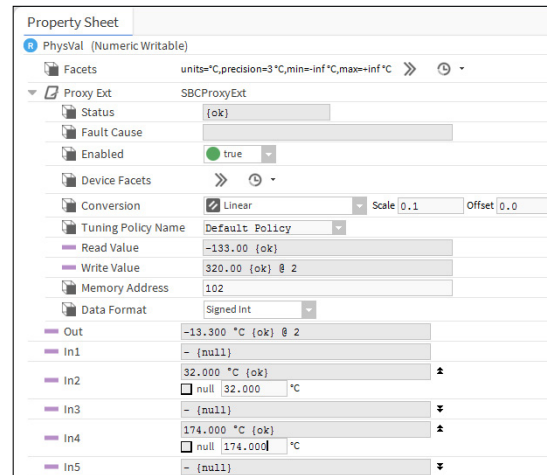 Property Sheet
R PhysVal (Numeric Writable)
Facets units=°C,precision=3 °C,min=-inf °C,max=+inf °C
Proxy Ext SBCProxyExt
Status {ok}
Fault Cause
Enabled true
Device Facets
Conversion Linear Scale 0.1 Offset 0.0
Tuning Policy Name Default Policy
Read Value -133.00 {ok}
Write Value 320.00 {ok} @ 2
Memory Address 102
Data Format Signed Int
Out -13.300 °C {ok} @ 2
In1 - {null}
In2 32.000 °C {ok}
null 32.000 °C
In3 - {null}
In4 174.000 °C {ok}
null 174.000 °C
In5 - {null}